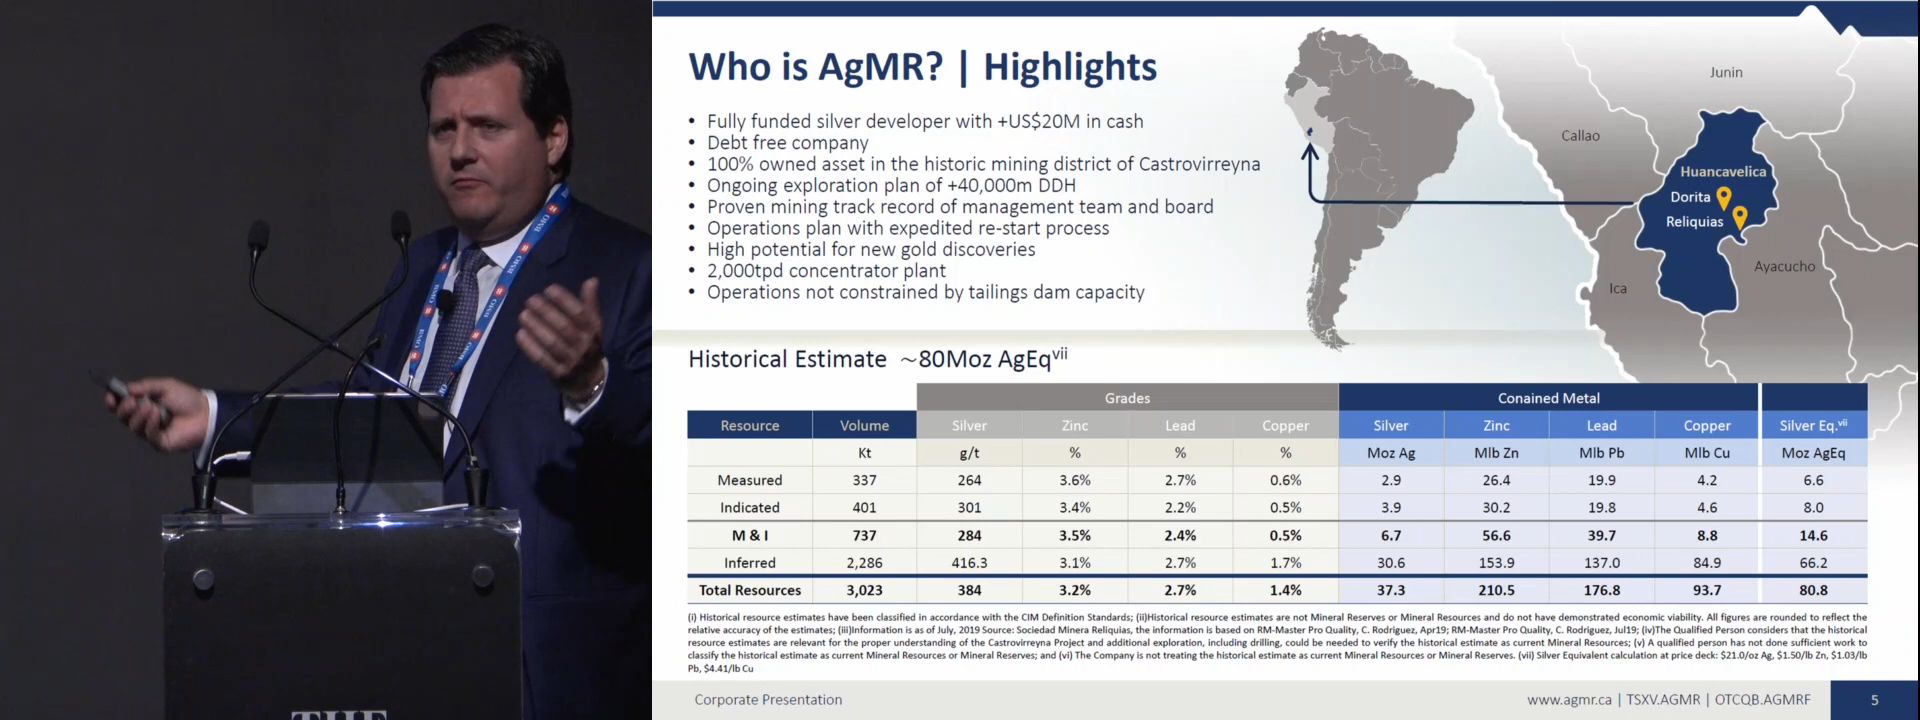 Who is AgMR? | Highlights
• Fully funded silver developer with +US$20M in cash
• Debt free company
• 100% owned asset in the historic mining district of Castrovirreyna
• Ongoing exploration plan of +40,000m DDH
• Proven mining track record of management team and board
• Operations plan with expedited re-start process
• High potential for new gold discoveries
• 2,000tpd concentrator plant
• Operations not constrained by tailings dam capacity
Junin
Callao
Huancavelica
Dorita
Reliquias
Ayacucho
Ica
Historical Estimate ~80Moz AgEq^vii
Grades Conained Metal
Resource Volume Silver Zinc Lead Copper Silver Zinc Lead Copper Silver Eq.^vii
Kt g/t % % % Moz Ag Mlb Zn Mlb Pb Mlb Cu Moz AgEq
Measured 337 264 3.6% 2.7% 0.6% 2.9 26.4 19.9 4.2 6.6
Indicated 401 301 3.4% 2.2% 0.5% 3.9 30.2 19.8 4.6 8.0
M & I 737 284 3.5% 2.4% 0.5% 6.7 56.6 39.7 8.8 14.6
Inferred 2,286 416.3 3.1% 2.7% 1.7% 30.6 153.9 137.0 84.9 66.2
Total Resources 3,023 384 3.2% 2.7% 1.4% 37.3 210.5 176.8 93.7 80.8
(i) Historical resource estimates have been classified in accordance with the CIM Definition Standards; (ii)Historical resource estimates are not Mineral Reserves or Mineral Resources and do not have demonstrated economic viability. All figures are rounded to reflect the
relative accuracy of the estimates; (iii)Information is as of July, 2019 Source: Sociedad Minera Reliquias, the information is based on RM-Master Pro Quality, C. Rodriguez, Apr19; RM-Master Pro Quality, C. Rodriguez, Jul19; (iv)The Qualified Person considers that the historical
resource estimates are relevant for the proper understanding of the Castrovirreyna Project and additional exploration, including drilling, could be needed to verify the historical estimate as current Mineral Resources; (v) A qualified person has not done sufficient work to
classify the historical estimate as current Mineral Resources or Mineral Reserves; and (vi) The Company is not treating the historical estimate as current Mineral Resources or Mineral Reserves. (vii) Silver Equivalent calculation at price deck: $21.0/oz Ag, $1.50/lb Zn, $1.03/lb
Pb, $4.41/lb Cu
Corporate Presentation
www.agmr.ca | TSXV.AGMR | OTCQB.AGMRF
5
BMO
BMO
BMO
BMO
BMO
THE